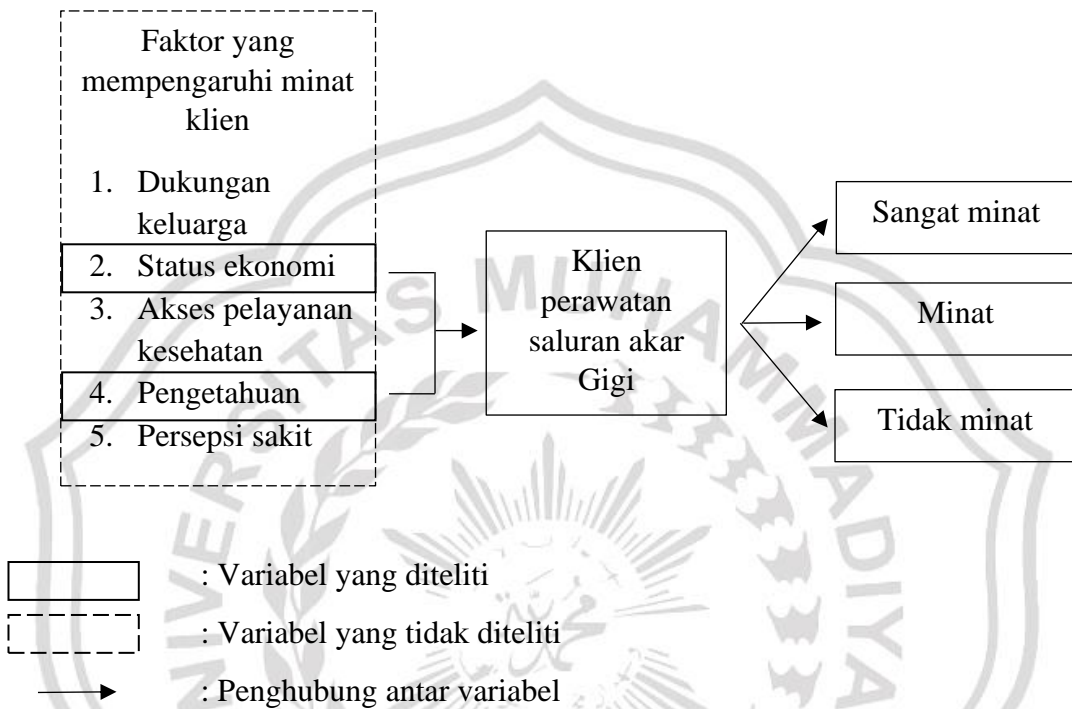 Faktor yang
mempengaruhi minat
klien
1. Dukungan
keluarga
2. Status ekonomi
3. Akses pelayanan
kesehatan
4. Pengetahuan
5. Persepsi sakit
Klien
perawatan
saluran akar
Gigi
Sangat minat
Minat
Tidak minat
: Variabel yang diteliti
: Variabel yang tidak diteliti
: Penghubung antar variabel
UNIVERSITAS MUHAMMADIYA